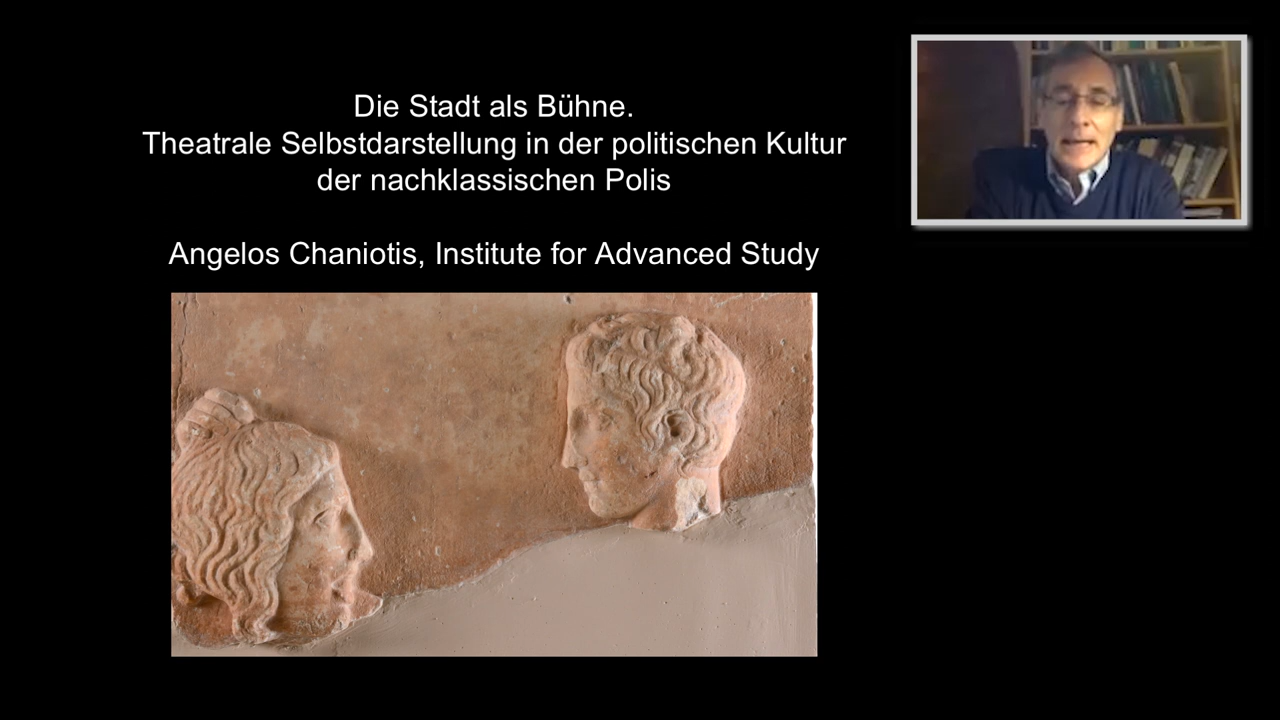 Die Stadt als Bühne.
Theatrale Selbstdarstellung in der politischen Kultur
der nachklassischen Polis
Angelos Chaniotis, Institute for Advanced Study